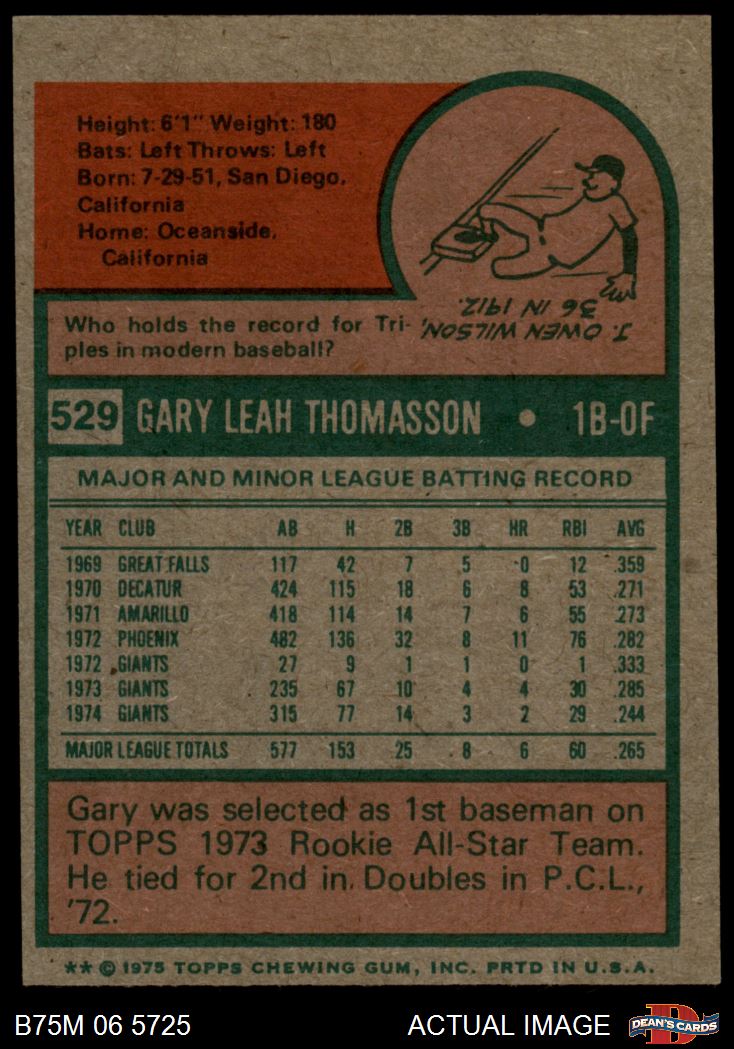 Height: 6'1" Weight: 180
Bats: Left Throws: Left
Born: 7-29-51, San Diego,
California
Home: Oceanside,
California
Who holds the record for Tri-
ples in modern baseball?
J. OWEN WILSON,
36 IN 1912.
529 GARY LEAH THOMASSON • 1B-OF
MAJOR AND MINOR LEAGUE BATTING RECORD
YEAR CLUB AB H 2B 3B HR RBI AVG
1969 GREAT FALLS 117 42 7 5 0 12 .359
1970 DECATUR 424 115 18 6 8 53 .271
1971 AMARILLO 418 114 14 7 6 55 .273
1972 PHOENIX 482 136 32 8 11 76 .282
1972 GIANTS 27 9 1 1 0 1 .333
1973 GIANTS 235 67 10 4 4 30 .285
1974 GIANTS 315 77 14 3 2 29 .244
MAJOR LEAGUE TOTALS 577 153 25 8 6 60 .265
Gary was selected as 1st baseman on
TOPPS 1973 Rookie All-Star Team.
He tied for 2nd in Doubles in P.C.L.,
'72.
** © 1975 TOPPS CHEWING GUM, INC. PRTD IN U.S.A.
B75M 06 5725 ACTUAL IMAGE DEAN'S CARDS